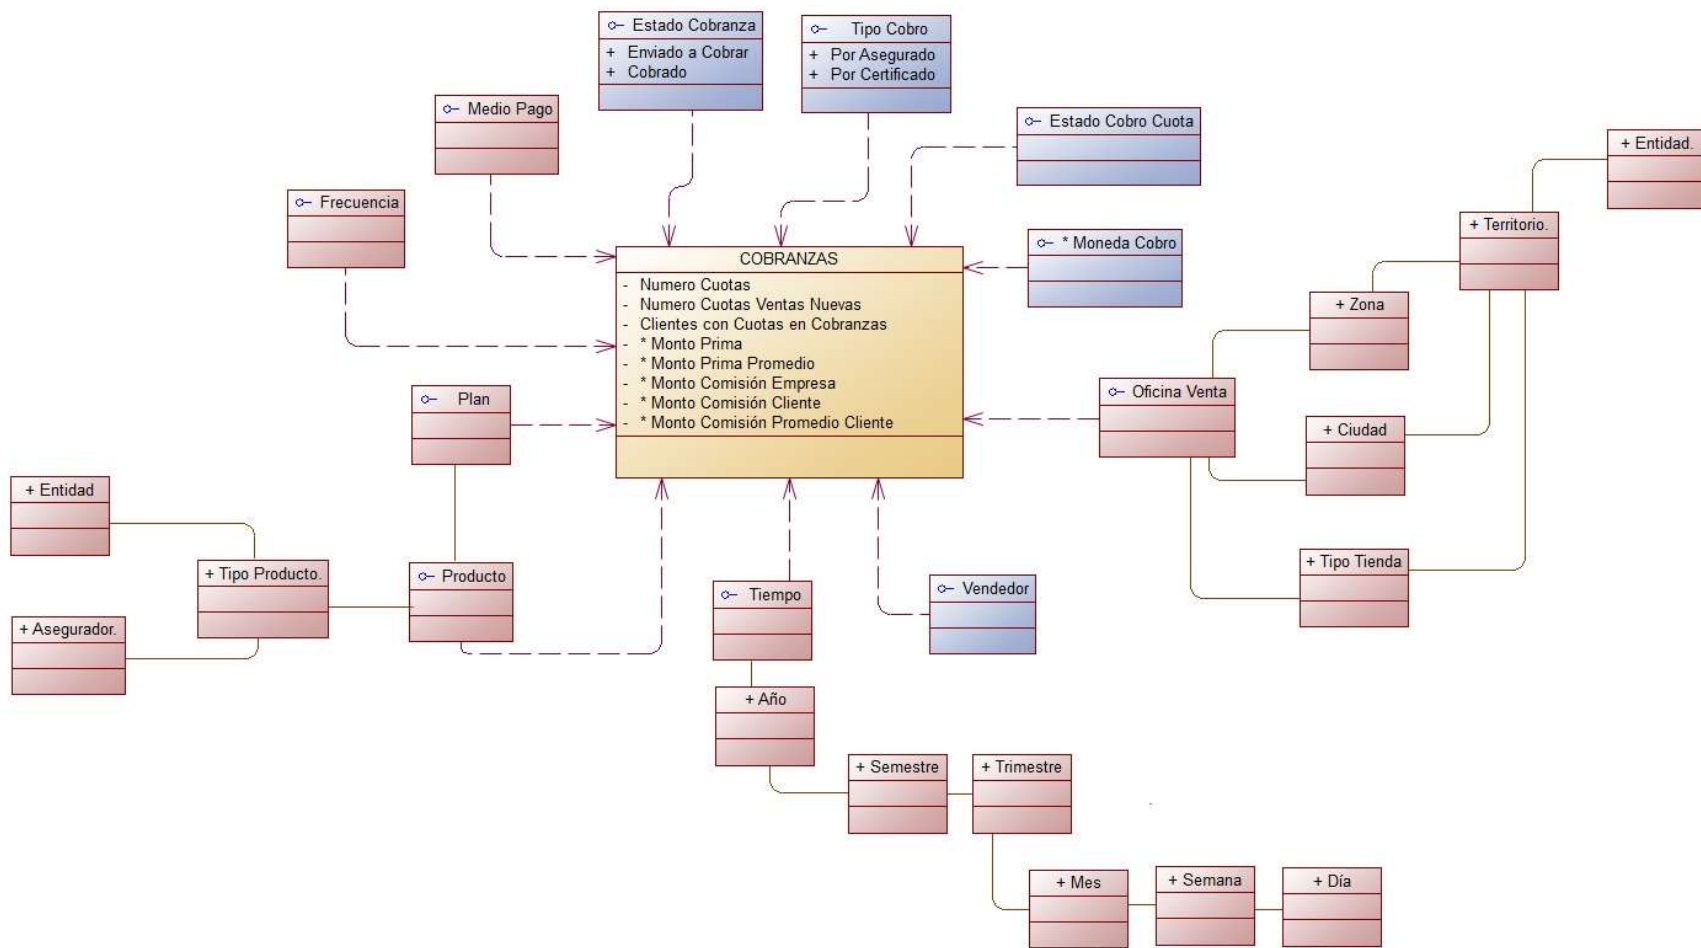 Estado Cobranza
+ Enviado a Cobrar
+ Cobrado
Tipo Cobro
+ Por Asegurado
+ Por Certificado
Medio Pago
Estado Cobro Cuota
+ Entidad.
Frecuencia
+ Territorio.
* Moneda Cobro
COBRANZAS
- Numero Cuotas
- Numero Cuotas Ventas Nuevas
- Clientes con Cuotas en Cobranzas
- * Monto Prima
- * Monto Prima Promedio
- * Monto Comisión Empresa
- * Monto Comisión Cliente
- * Monto Comisión Promedio Cliente
+ Zona
Plan
Oficina Venta
+ Ciudad
+ Entidad
+ Tipo Producto.
Producto
+ Tipo Tienda
Tiempo
Vendedor
+ Asegurador.
+ Año
+ Semestre
+ Trimestre
+ Mes
+ Semana
+ Día